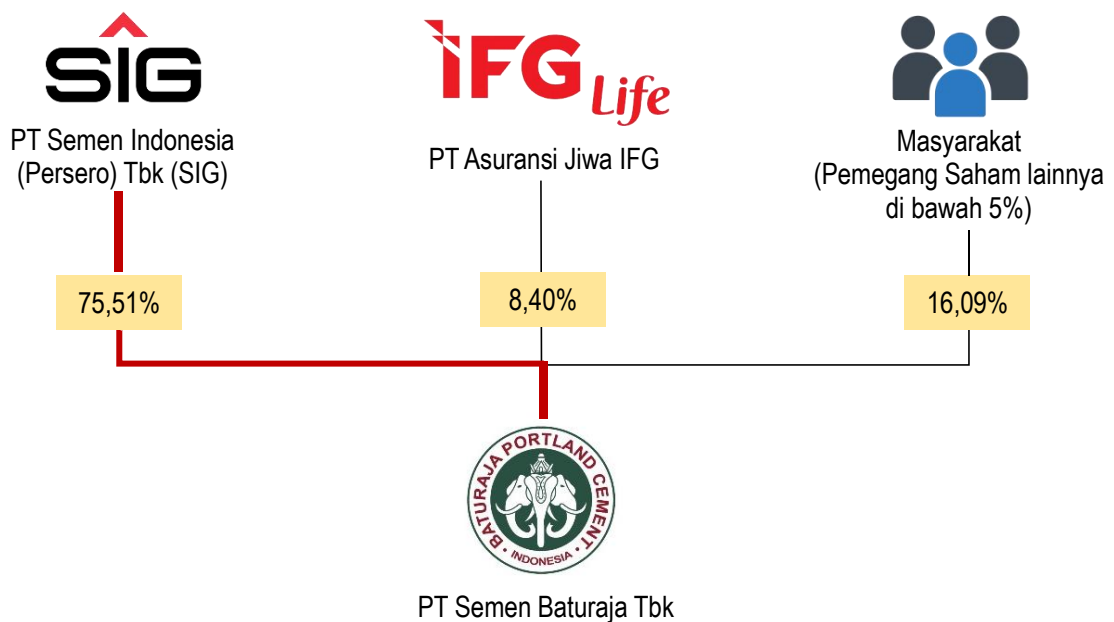 SIG
IFG Life
PT Semen Indonesia
(Persero) Tbk (SIG)
PT Asuransi Jiwa IFG
Masyarakat
(Pemegang Saham lainnya
di bawah 5%)
75,51%
8,40%
16,09%
BATURAJA PORTLAND CEMENT
INDONESIA
PT Semen Baturaja Tbk